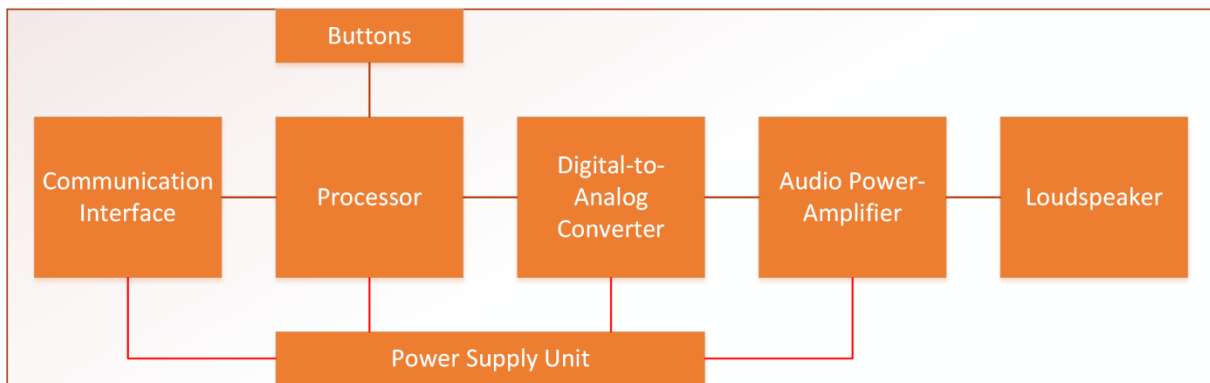 Buttons
Communication
Interface
Processor
Digital-to-
Analog
Converter
Audio Power-
Amplifier
Loudspeaker
Power Supply Unit